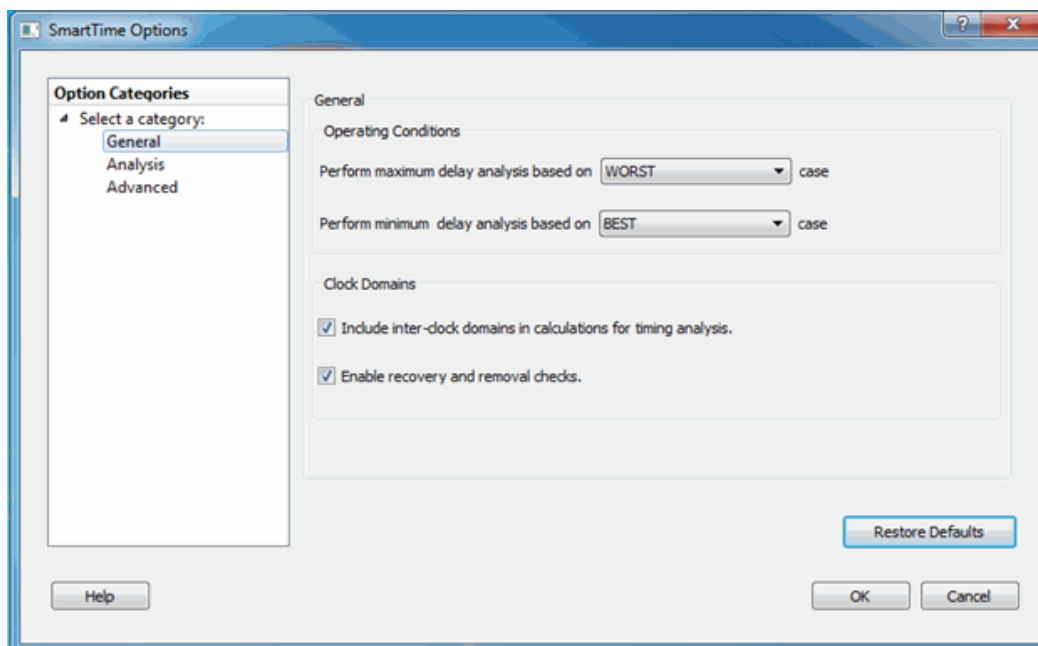 SmartTime Options
Option Categories
Select a category:
General
Analysis
Advanced
General
Operating Conditions
Perform maximum delay analysis based on WORST case
Perform minimum delay analysis based on BEST case
Clock Domains
Include inter-clock domains in calculations for timing analysis.
Enable recovery and removal checks.
Restore Defaults
Help OK Cancel